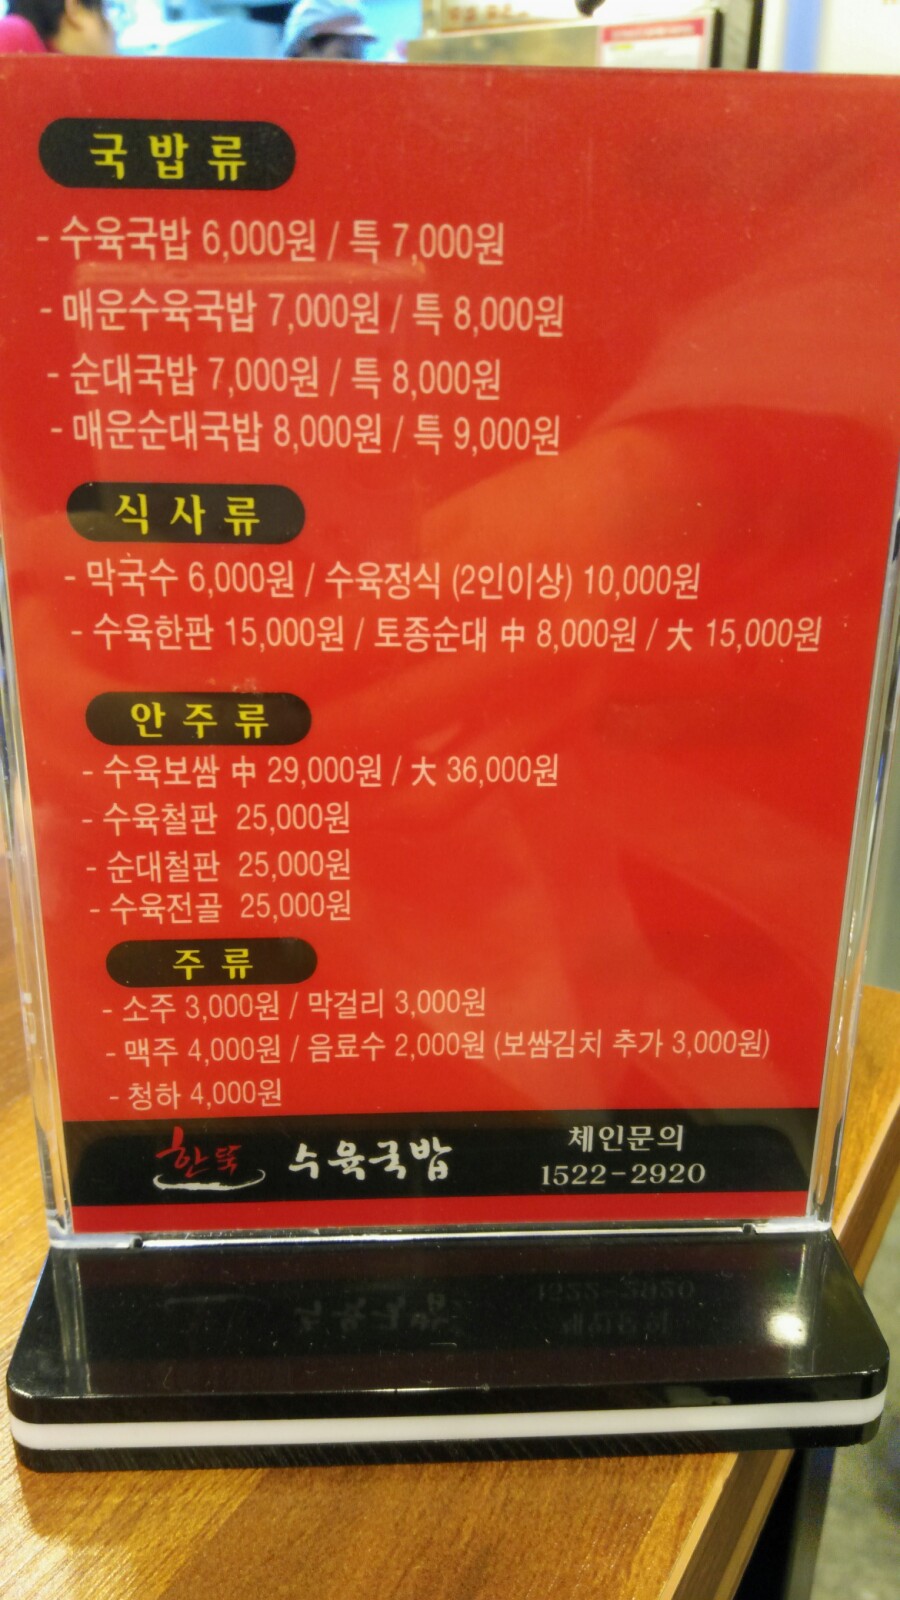 국밥류
- 수육국밥 6,000원 / 특 7,000원
- 매운수육국밥 7,000원 / 특 8,000원
- 순대국밥 7,000원 / 특 8,000원
- 매운순대국밥 8,000원 / 특 9,000원
식사류
- 막국수 6,000원 / 수육정식 (2인이상) 10,000원
- 수육한판 15,000원 / 토종순대 中 8,000원 / 大 15,000원
안주류
- 수육보쌈 中 29,000원 / 大 36,000원
- 수육철판 25,000원
- 순대철판 25,000원
- 수육전골 25,000원
주류
- 소주 3,000원 / 막걸리 3,000원
- 맥주 4,000원 / 음료수 2,000원 (보쌈김치 추가 3,000원)
- 청하 4,000원
한뚝 수육국밥
체인문의
1522-2920